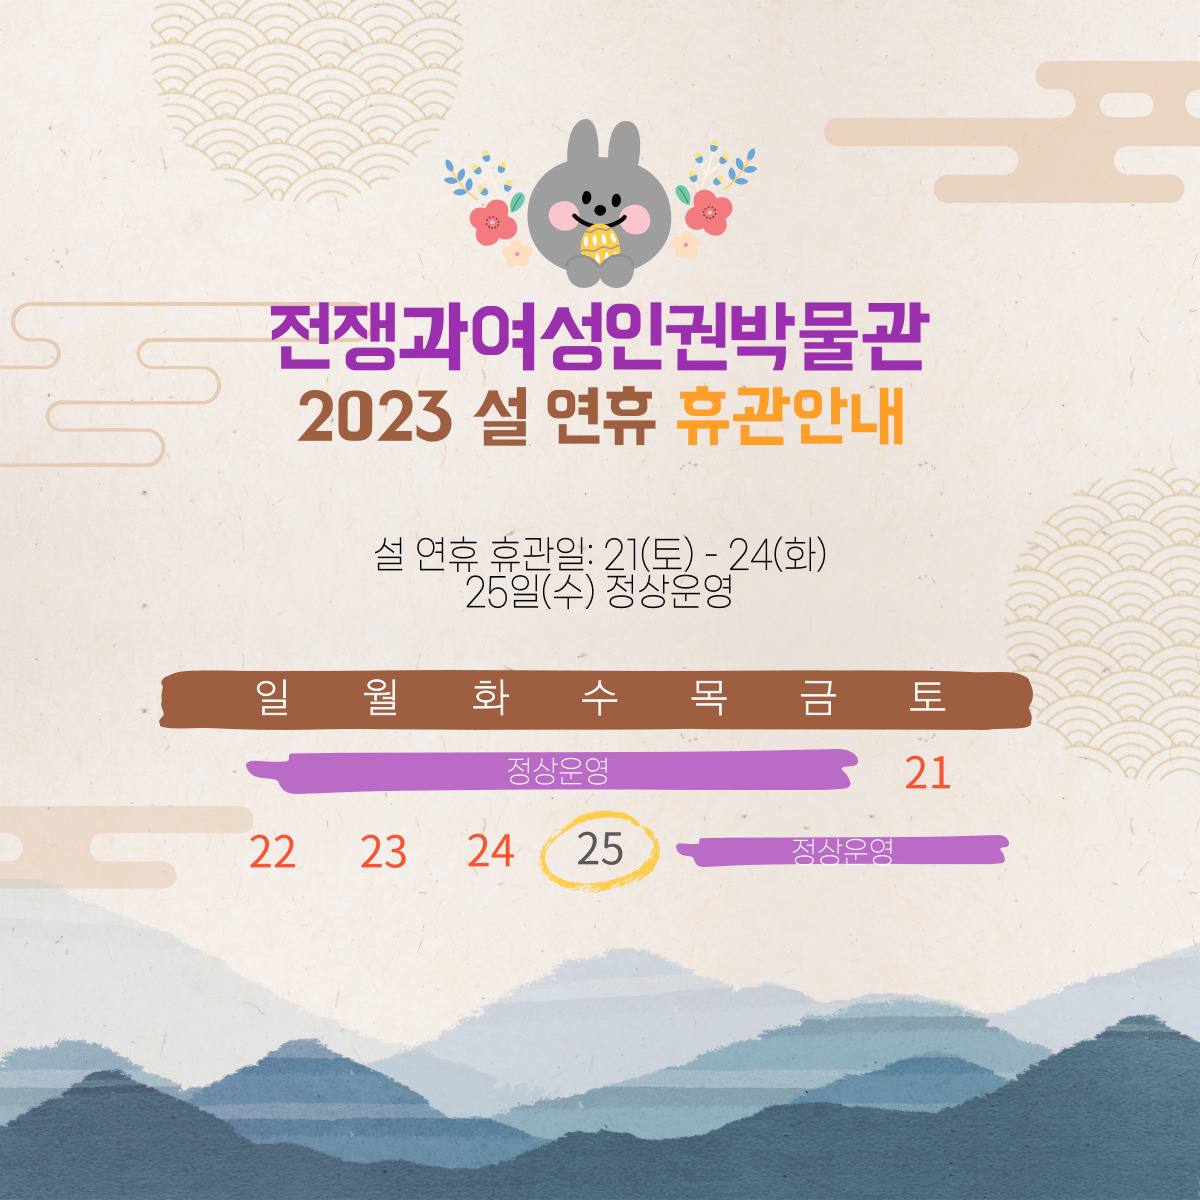 전쟁과여성인권박물관
2023 설 연휴 휴관안내
설 연휴 휴관일: 21(토) - 24(화)
25일(수) 정상운영
일 월 화 수 목 금 토
정상운영 21
22 23 24 25 정상운영